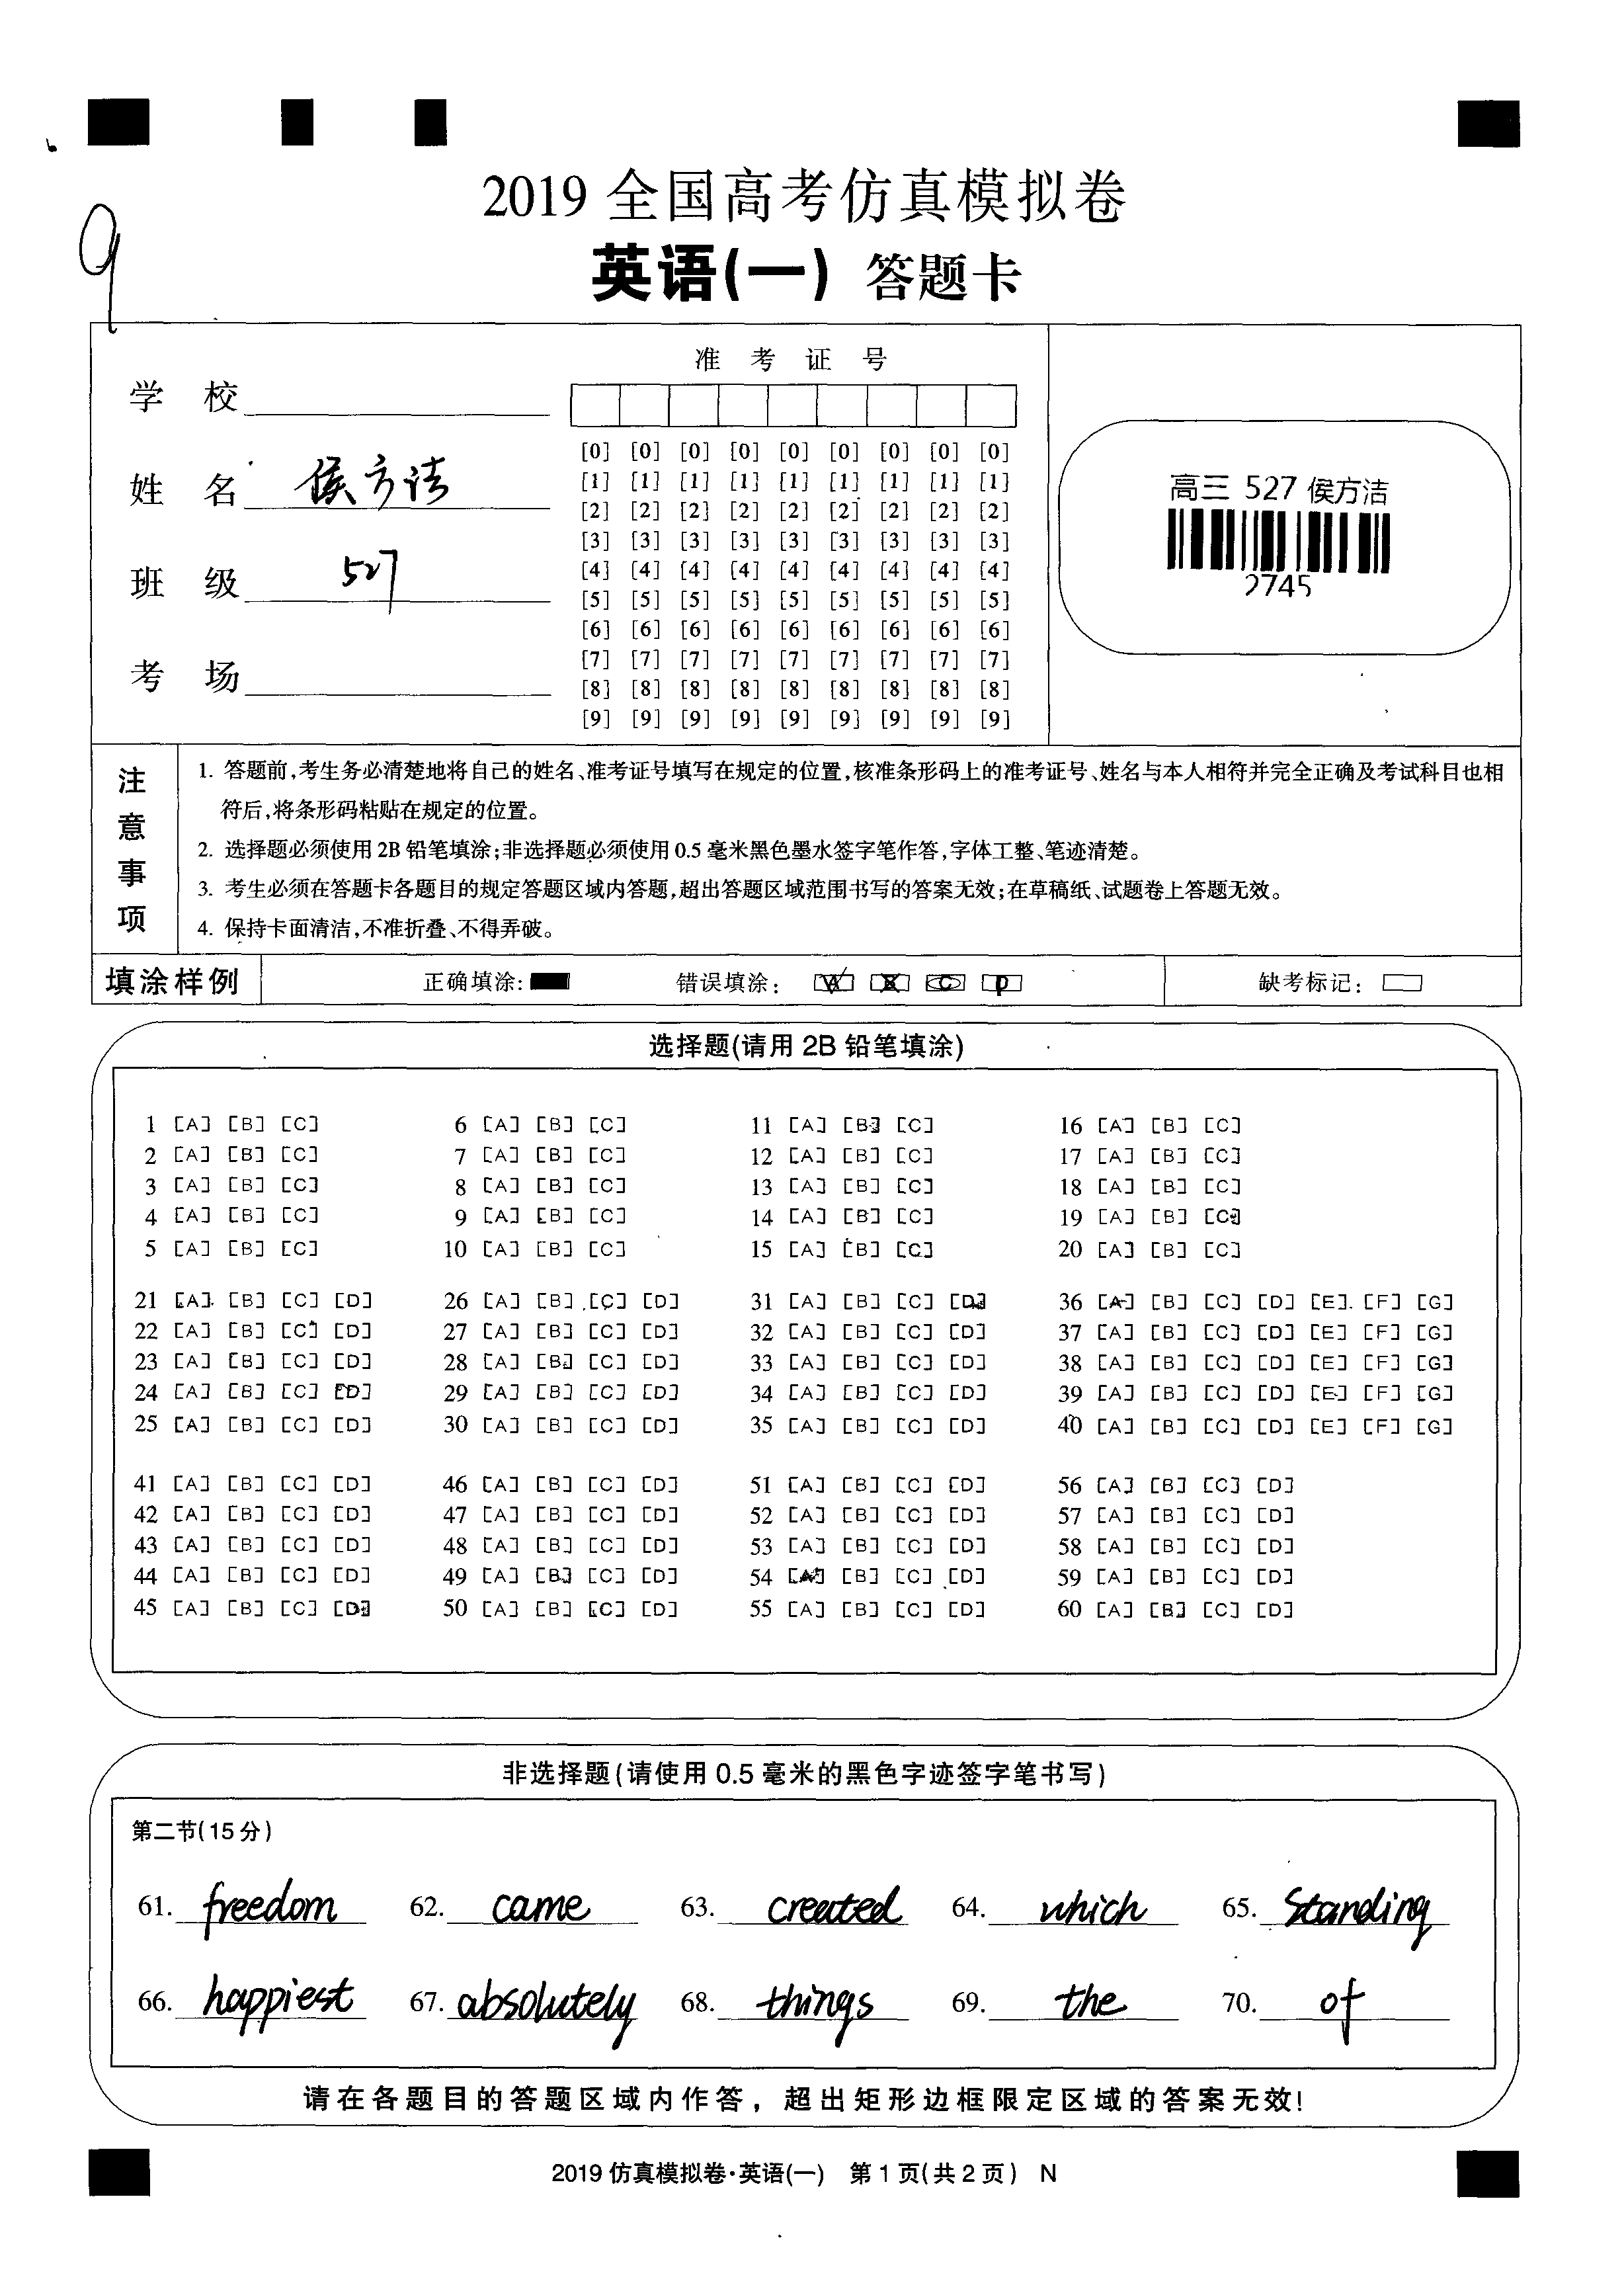 9
2019 全国高考仿真模拟卷
英语(一) 答题卡
准 考 证 号
学 校
姓 名 侯方洁
班 级 527
考 场
[0] [0] [0] [0] [0] [0] [0] [0] [0]
[1] [1] [1] [1] [1] [1] [1] [1] [1]
[2] [2] [2] [2] [2] [2] [2] [2] [2]
[3] [3] [3] [3] [3] [3] [3] [3] [3]
[4] [4] [4] [4] [4] [4] [4] [4] [4]
[5] [5] [5] [5] [5] [5] [5] [5] [5]
[6] [6] [6] [6] [6] [6] [6] [6] [6]
[7] [7] [7] [7] [7] [7] [7] [7] [7]
[8] [8] [8] [8] [8] [8] [8] [8] [8]
[9] [9] [9] [9] [9] [9] [9] [9] [9]
高三 527 侯方洁
2745
注意事项
1. 答题前,考生务必清楚地将自己的姓名、准考证号填写在规定的位置,核准条形码上的准考证号、姓名与本人相符并完全正确及考试科目也相
符后,将条形码粘贴在规定的位置。
2. 选择题必须使用2B铅笔填涂;非选择题必须使用0.5毫米黑色墨水签字笔作答,字体工整、笔迹清楚。
3. 考生必须在答题卡各题目的规定答题区域内答题,超出答题区域范围书写的答案无效;在草稿纸、试题卷上答题无效。
4. 保持卡面清洁,不准折叠、不得弄破。
填涂样例 正确填涂: 错误填涂: A B C D 缺考标记:
选择题(请用 2B 铅笔填涂)
1 [A] [B] [C] 6 [A] [B] [C] 11 [A] [B] [C] 16 [A] [B] [C]
2 [A] [B] [C] 7 [A] [B] [C] 12 [A] [B] [C] 17 [A] [B] [C]
3 [A] [B] [C] 8 [A] [B] [C] 13 [A] [B] [C] 18 [A] [B] [C]
4 [A] [B] [C] 9 [A] [B] [C] 14 [A] [B] [C] 19 [A] [B] [C]
5 [A] [B] [C] 10 [A] [B] [C] 15 [A] [B] [C] 20 [A] [B] [C]
21 [A] [B] [C] [D] 26 [A] [B] [C] [D] 31 [A] [B] [C] [D] 36 [A] [B] [C] [D] [E] [F] [G]
22 [A] [B] [C] [D] 27 [A] [B] [C] [D] 32 [A] [B] [C] [D] 37 [A] [B] [C] [D] [E] [F] [G]
23 [A] [B] [C] [D] 28 [A] [B] [C] [D] 33 [A] [B] [C] [D] 38 [A] [B] [C] [D] [E] [F] [G]
24 [A] [B] [C] [D] 29 [A] [B] [C] [D] 34 [A] [B] [C] [D] 39 [A] [B] [C] [D] [E] [F] [G]
25 [A] [B] [C] [D] 30 [A] [B] [C] [D] 35 [A] [B] [C] [D] 40 [A] [B] [C] [D] [E] [F] [G]
41 [A] [B] [C] [D] 46 [A] [B] [C] [D] 51 [A] [B] [C] [D] 56 [A] [B] [C] [D]
42 [A] [B] [C] [D] 47 [A] [B] [C] [D] 52 [A] [B] [C] [D] 57 [A] [B] [C] [D]
43 [A] [B] [C] [D] 48 [A] [B] [C] [D] 53 [A] [B] [C] [D] 58 [A] [B] [C] [D]
44 [A] [B] [C] [D] 49 [A] [B] [C] [D] 54 [A] [B] [C] [D] 59 [A] [B] [C] [D]
45 [A] [B] [C] [D] 50 [A] [B] [C] [D] 55 [A] [B] [C] [D] 60 [A] [B] [C] [D]
非选择题(请使用 0.5 毫米的黑色字迹签字笔书写)
第二节(15分)
61. freedom 62. came 63. created 64. which 65. Standing
66. happiest 67. absolutely 68. things 69. the 70. of
请在各题目的答题区域内作答, 超出矩形边框限定区域的答案无效!
2019 仿真模拟卷·英语(一) 第 1 页(共 2 页) N